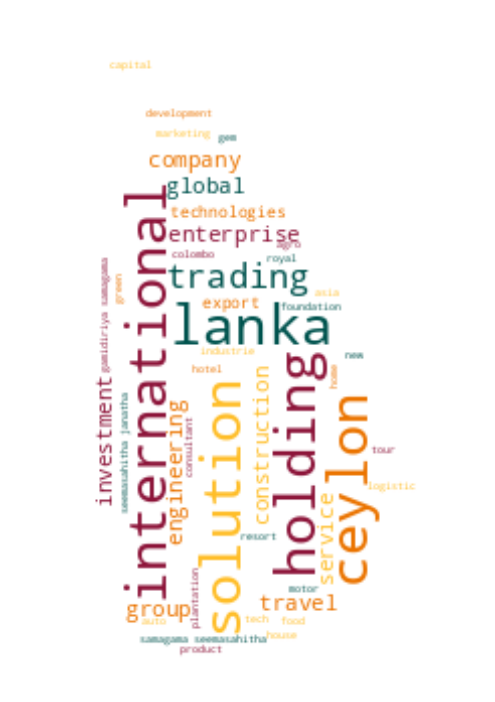 capital
development
marketing
gem
company
global
technologies
enterprise
agro
colombo
royal
trading
asia
export
foundation
lanka
international
green
gamidiriya samagama
industrie
new
hotel
home
holding
investment
seemasahitha janatha
engineering
consultant
solution
construction
ceylon
tour
logistic
service
resort
plantation
motor
group
travel
auto
tech
food
samagama seemasahitha
house
product